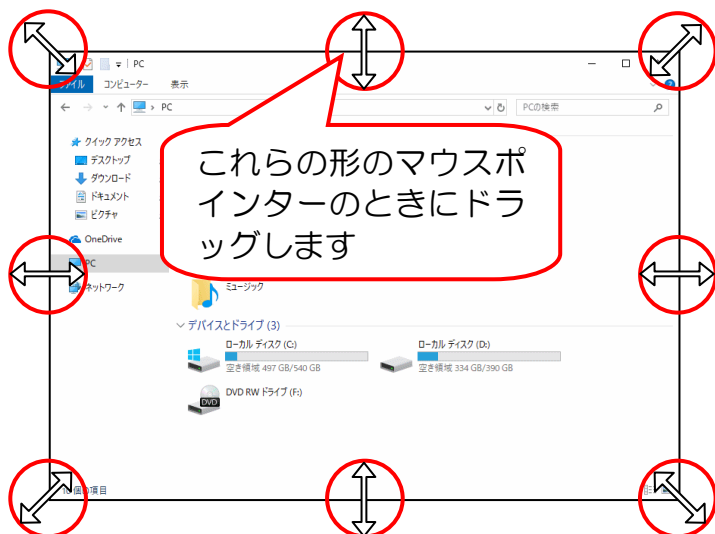 PC
ファイル コンピューター 表示
PC PCの検索
クイック アクセス
デスクトップ
ダウンロード
ドキュメント
ピクチャ
OneDrive
PC
ネットワーク
これらの形のマウスポ
インターのときにドラ
ッグします
ミュージック
デバイスとドライブ (3)
ローカル ディスク (C:)
空き領域 497 GB/540 GB
ローカル ディスク (D:)
空き領域 334 GB/390 GB
DVD RW ドライブ (F:)
DVD
個の項目